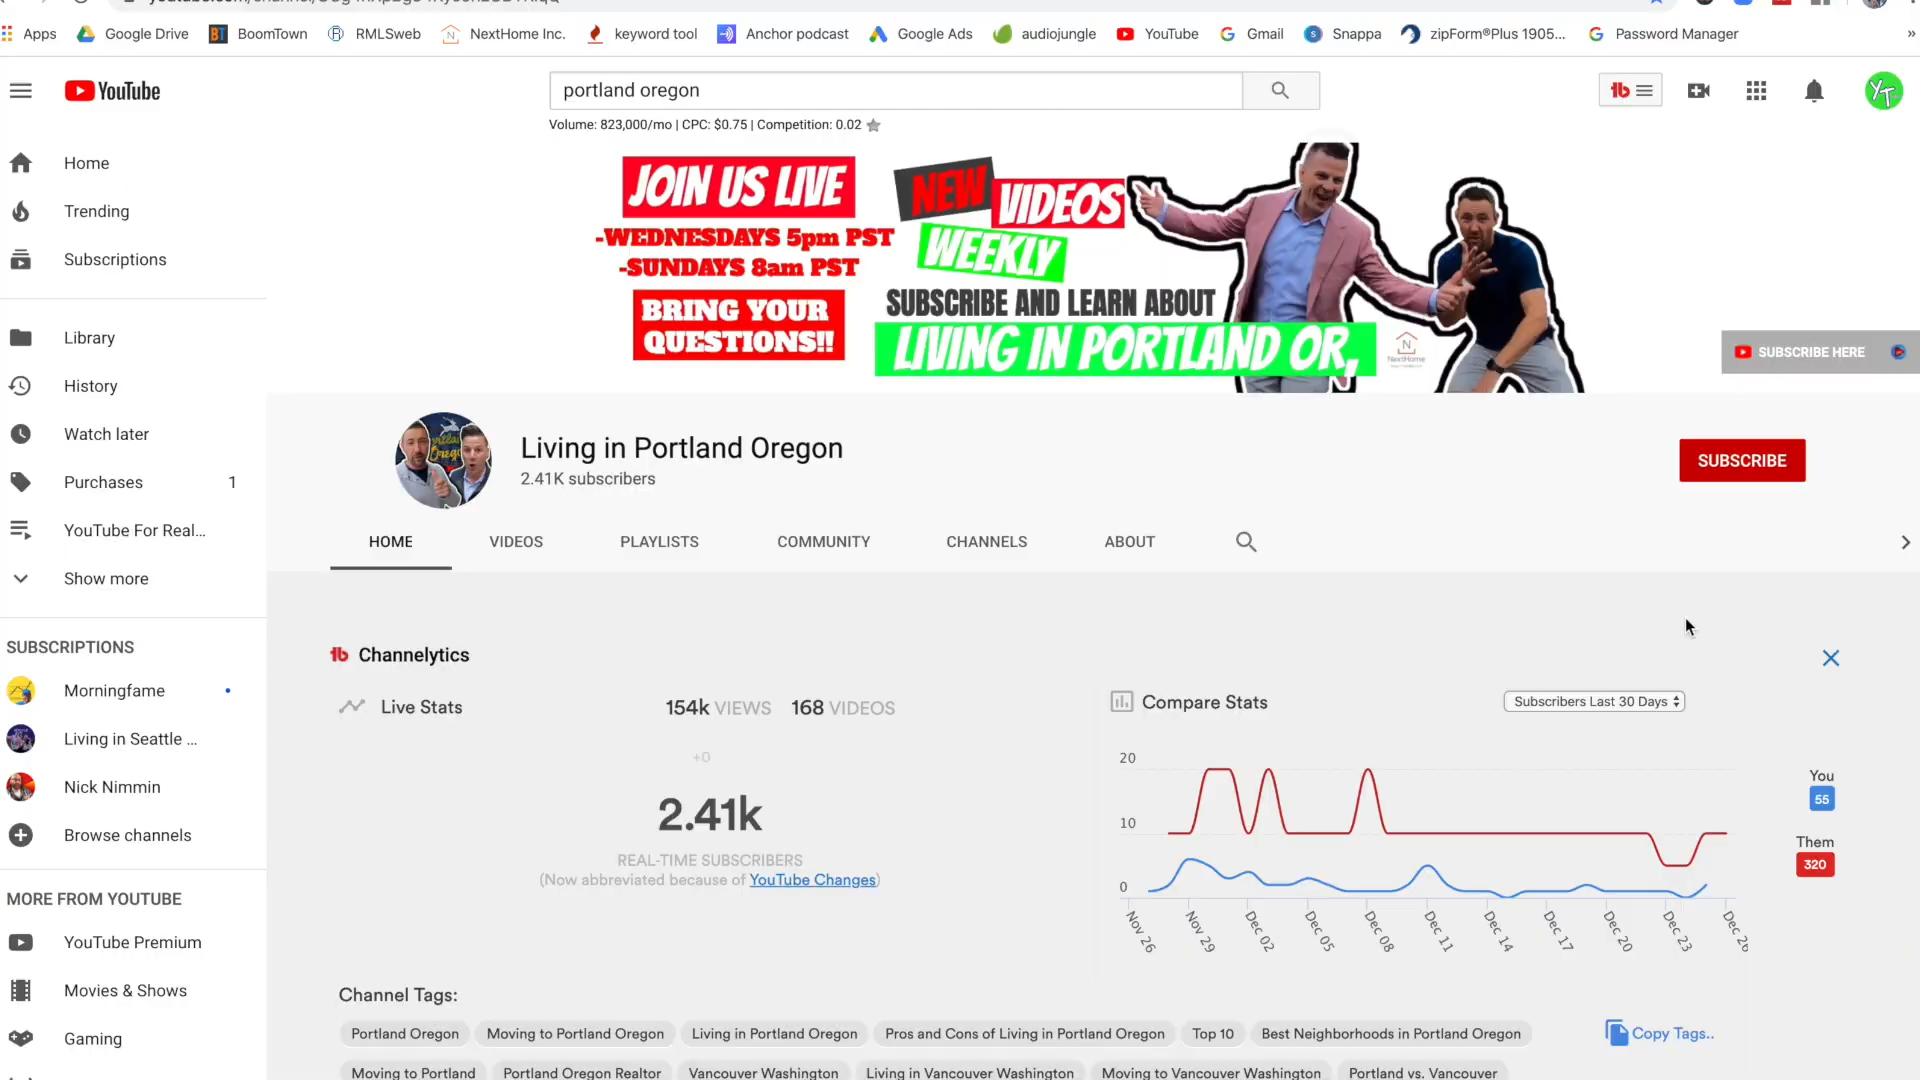 Apps Google Drive BoomTown RMLSweb NextHome Inc. keyword tool Anchor podcast Google Ads audiojungle YouTube Gmail Snappa zipForm®Plus 1905... Password Manager »
YouTube
portland oregon
Volume: 823,000/mo | CPC: $0.75 | Competition: 0.02
Home
Trending
Subscriptions
Library
History
Watch later
Purchases 1
YouTube For Real...
Show more
SUBSCRIPTIONS
Morningfame
Living in Seattle ...
Nick Nimmin
Browse channels
MORE FROM YOUTUBE
YouTube Premium
Movies & Shows
Gaming
JOIN US LIVE
-WEDNESDAYS 5pm PST
-SUNDAYS 8am PST
BRING YOUR
QUESTIONS!!
NEW VIDEOS
WEEKLY
SUBSCRIBE AND LEARN ABOUT
LIVING IN PORTLAND OR,
NextHome
SUBSCRIBE HERE
Living in Portland Oregon
2.41K subscribers
SUBSCRIBE
HOME VIDEOS PLAYLISTS COMMUNITY CHANNELS ABOUT
Channelytics
Live Stats 154k VIEWS 168 VIDEOS
+0
2.41k
REAL-TIME SUBSCRIBERS
(Now abbreviated because of YouTube Changes)
Compare Stats Subscribers Last 30 Days
20
10
0
Nov 26 Nov 29 Dec 02 Dec 05 Dec 08 Dec 11 Dec 14 Dec 17 Dec 20 Dec 23 Dec 26
You
55
Them
320
Channel Tags:
Portland Oregon Moving to Portland Oregon Living in Portland Oregon Pros and Cons of Living in Portland Oregon Top 10 Best Neighborhoods in Portland Oregon
Copy Tags..
Moving to Portland Portland Oregon Realtor Vancouver Washington Living in Vancouver Washington Moving to Vancouver Washington Portland vs. Vancouver